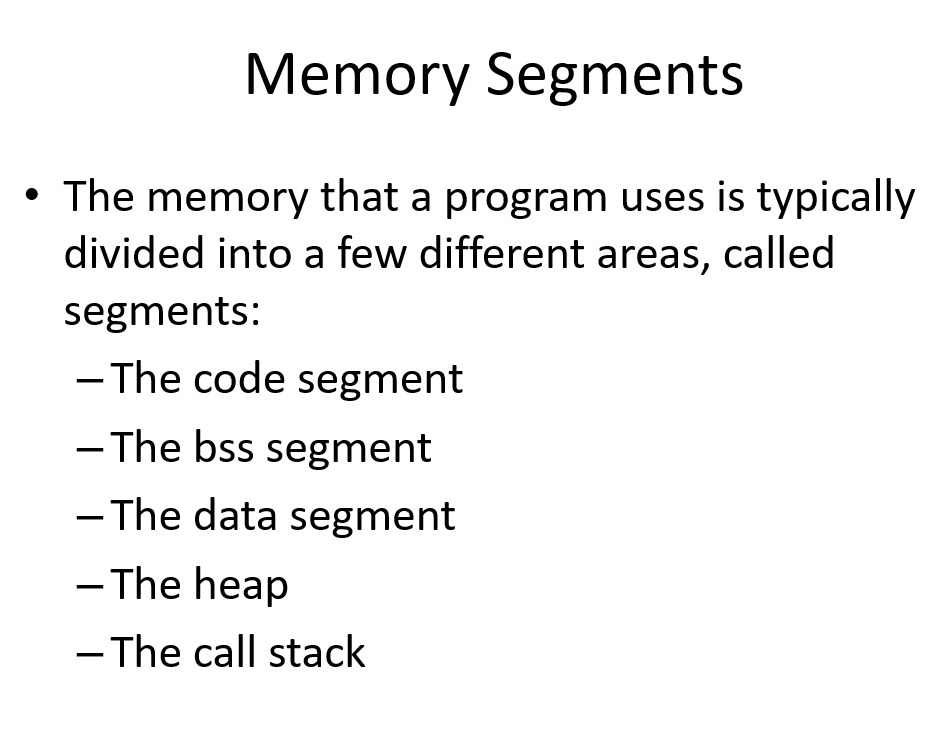 Memory Segments
• The memory that a program uses is typically
divided into a few different areas, called
segments:
– The code segment
– The bss segment
– The data segment
– The heap
– The call stack